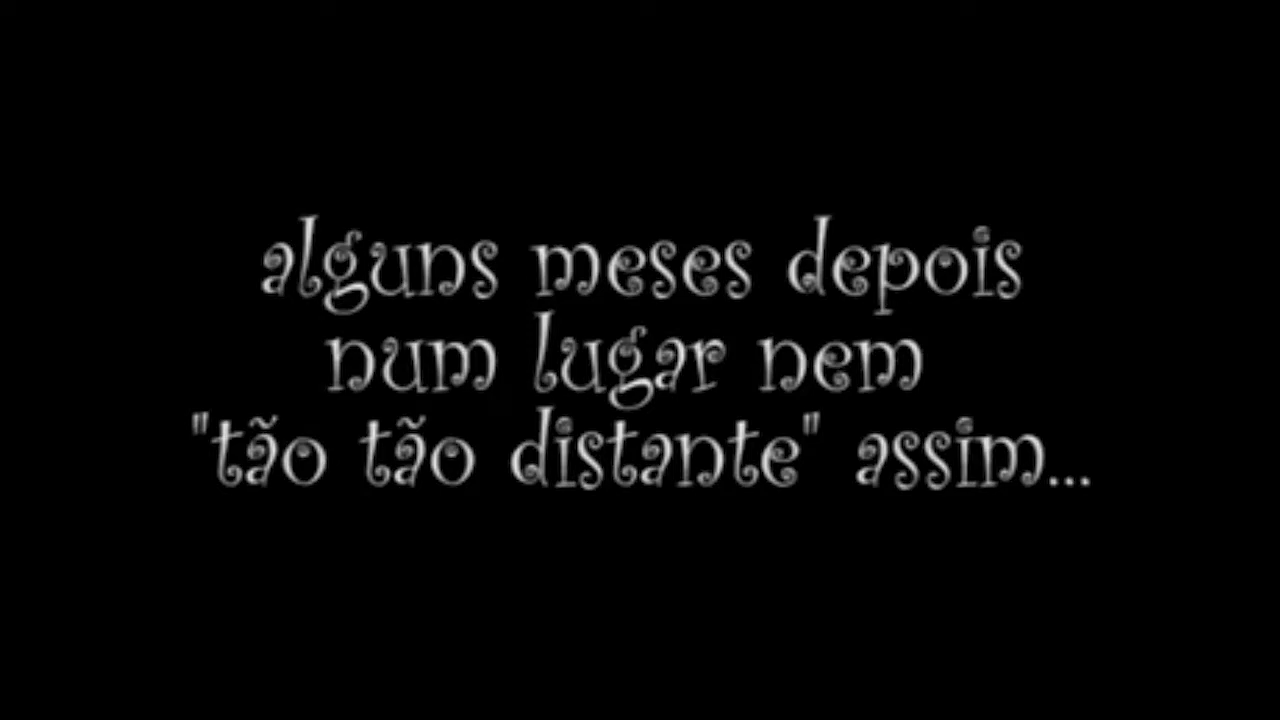 alguns meses depois
num lugar nem
"tão tão distante" assim...